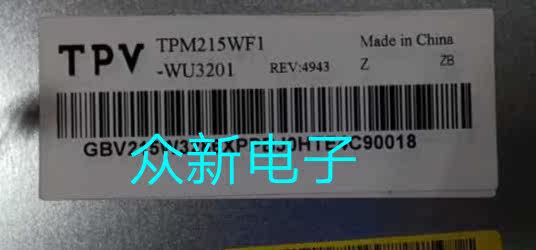 TPV TPM215WF1
-WU3201 REV:4943
Made in China
Z ZB
众新电子